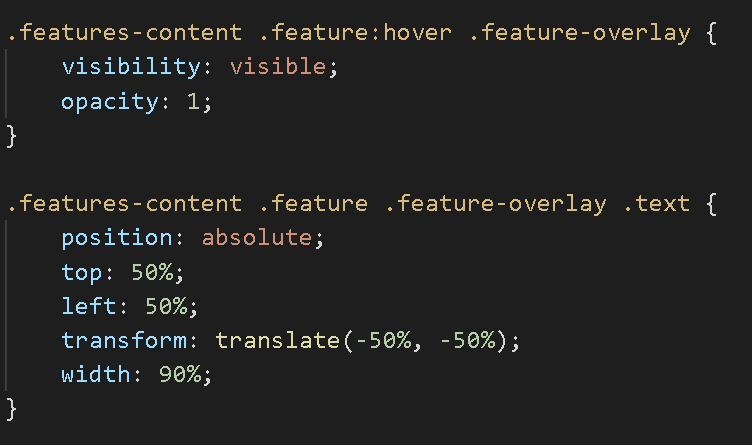 .features-content .feature:hover .feature-overlay {
    visibility: visible;
    opacity: 1;
}

.features-content .feature .feature-overlay .text {
    position: absolute;
    top: 50%;
    left: 50%;
    transform: translate(-50%, -50%);
    width: 90%;
}